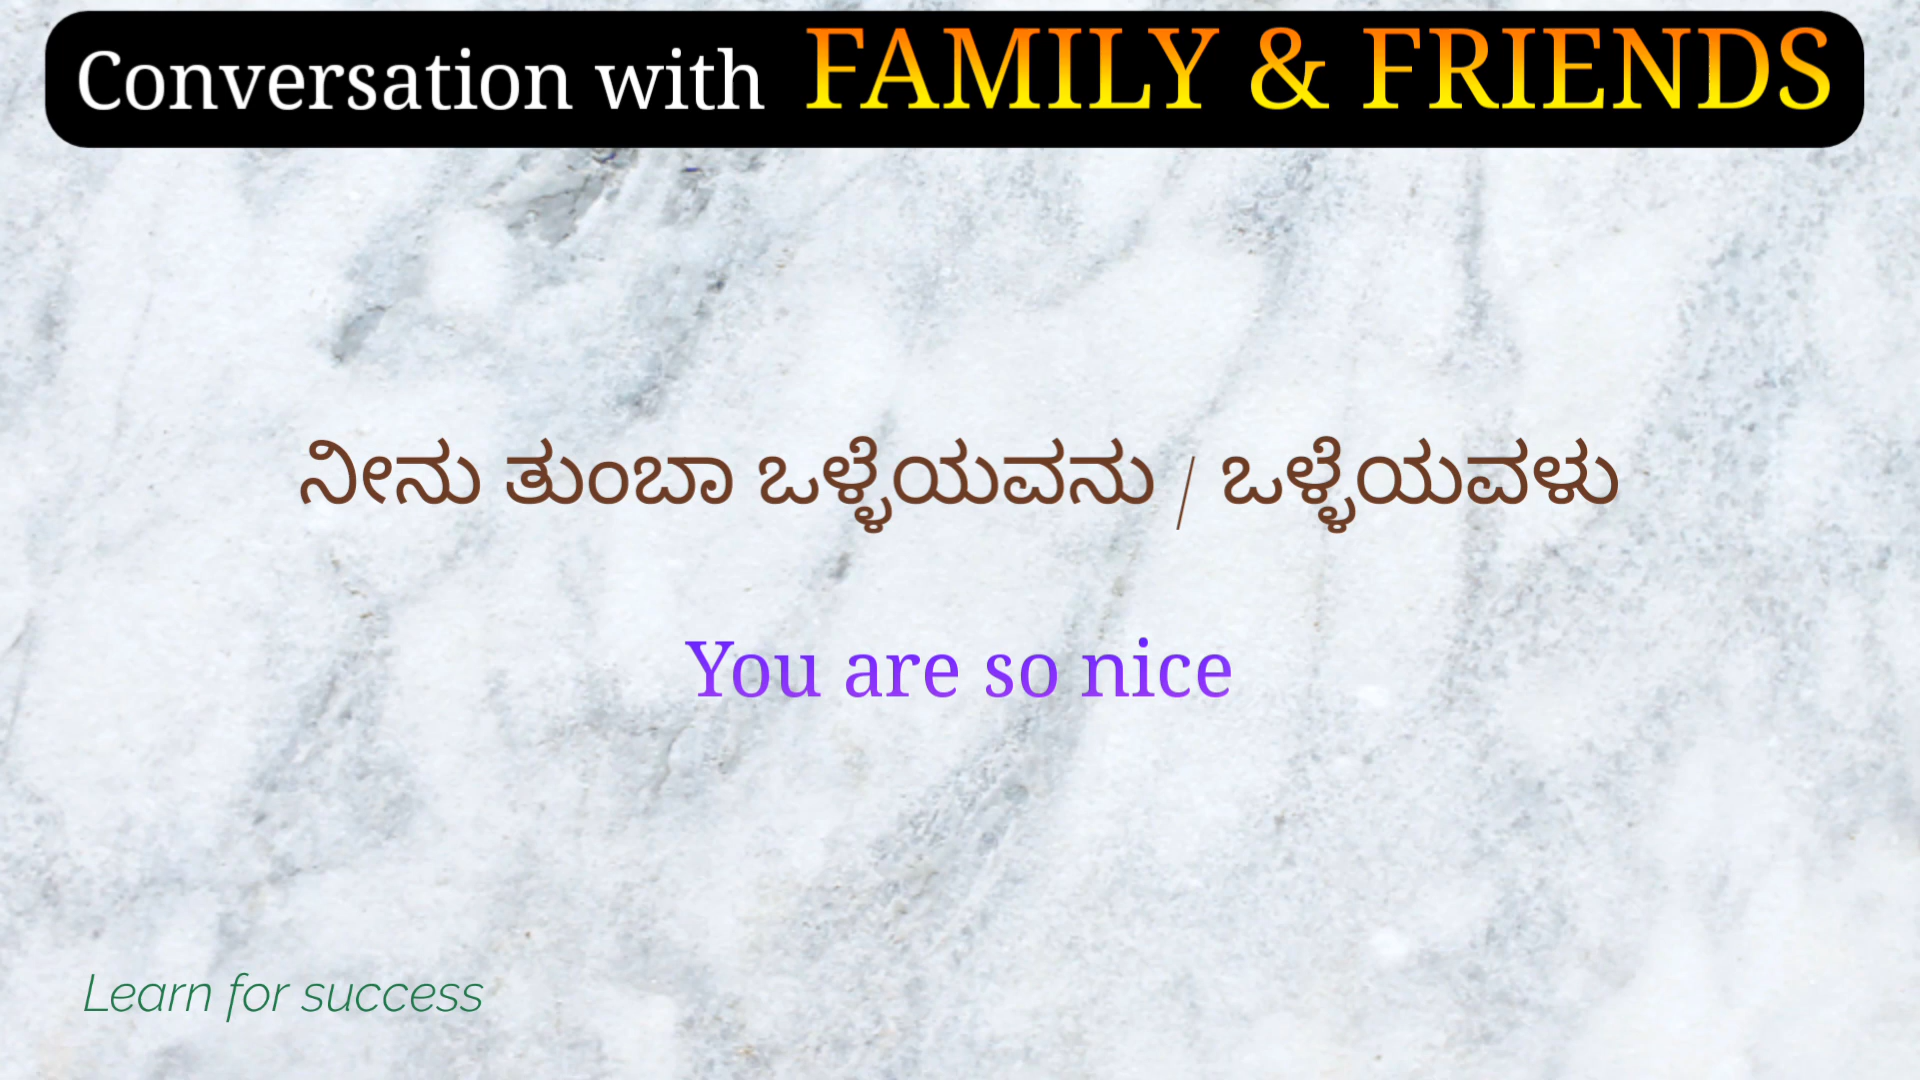 Conversation with FAMILY & FRIENDS
ನೀನು ತುಂಬಾ ಒಳ್ಳೆಯವನು / ಒಳ್ಳೆಯವಳು
You are so nice
Learn for success